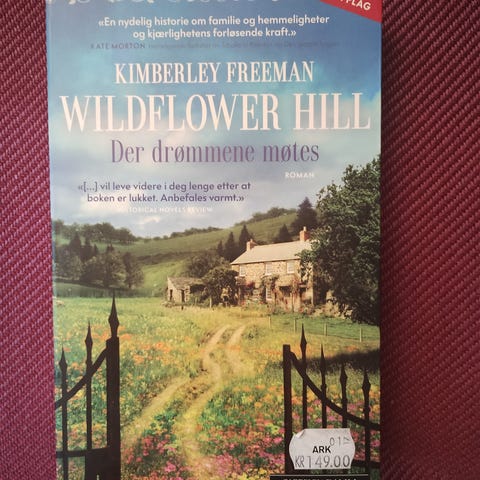 «En nydelig historie om familie og hemmeligheter
og kjærlighetens forløsende kraft.»
KATE MORTON
KIMBERLEY FREEMAN
WILDFLOWER HILL
Der drømmene møtes
ROMAN
«[...] vil leve videre i deg lenge etter at
boken er lukket. Anbefales varmt.»
HISTORICAL NOVELS REVIEW
ARK
KR149.00